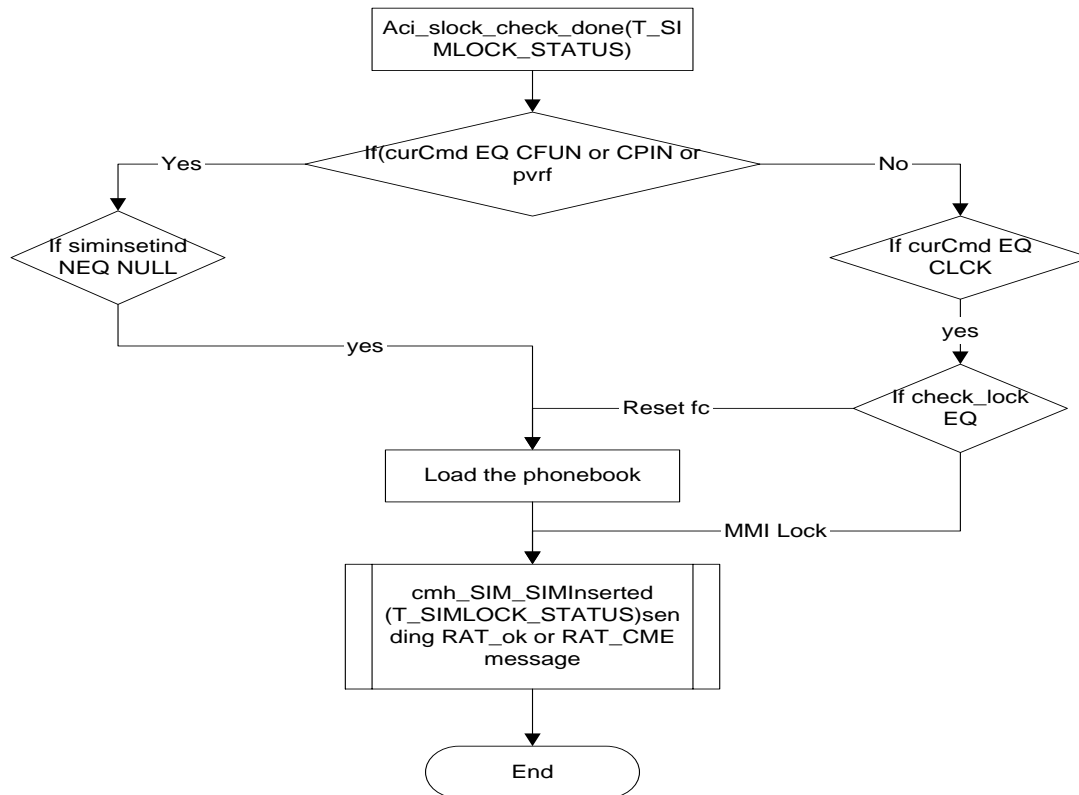 Aci_slock_check_done(T_SI
MLOCK_STATUS)
If(curCmd EQ CFUN or CPIN or
pvrf
Yes
No
If siminsetind
NEQ NULL
If curCmd EQ
CLCK
yes
yes
If check_lock
EQ
Reset fc
Load the phonebook
MMI Lock
cmh_SIM_SIMInserted
(T_SIMLOCK_STATUS)sen
ding RAT_ok or RAT_CME
message
End